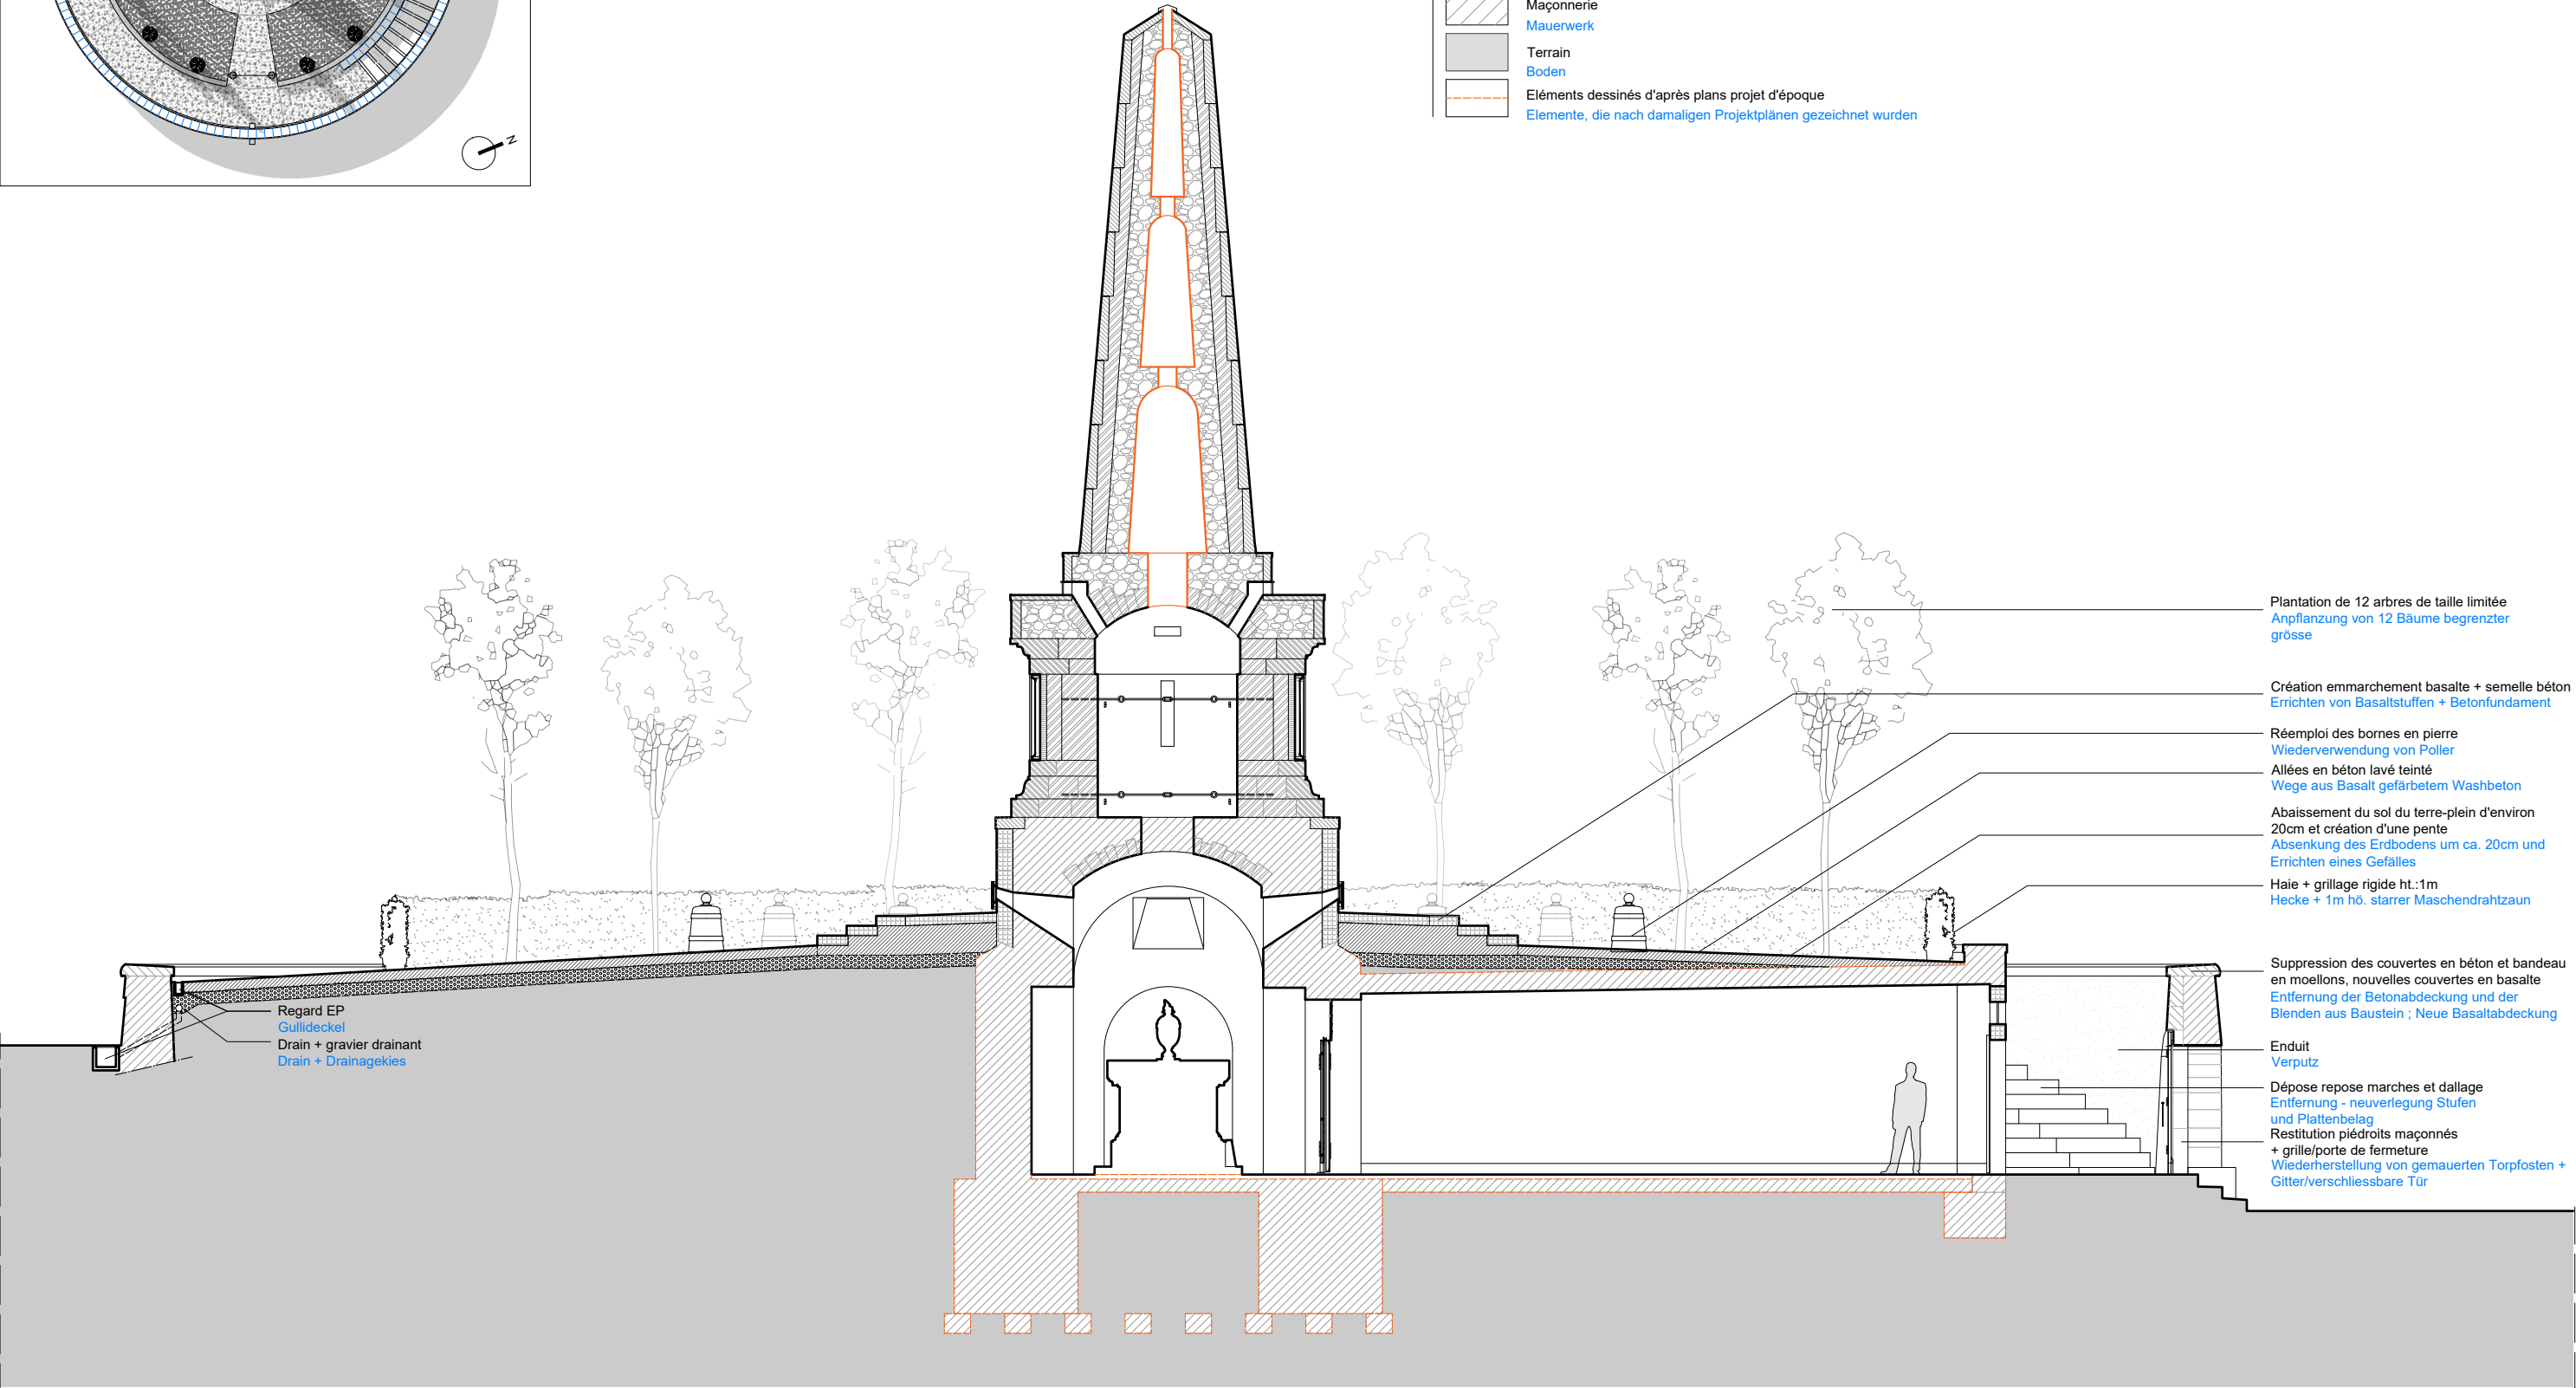 N
Maçonnerie
Mauerwerk
Terrain
Boden
Eléments dessinés d'après plans projet d'époque
Elemente, die nach damaligen Projektplänen gezeichnet wurden
Plantation de 12 arbres de taille limitée
Anpflanzung von 12 Bäume begrenzter
grösse
Création emmarchement basalte + semelle béton
Errichten von Basaltstuffen + Betonfundament
Réemploi des bornes en pierre
Wiederverwendung von Poller
Allées en béton lavé teinté
Wege aus Basalt gefärbetem Washbeton
Abaissement du sol du terre-plein d'environ
20cm et création d'une pente
Absenkung des Erdbodens um ca. 20cm und
Errichten eines Gefälles
Haie + grillage rigide ht.:1m
Hecke + 1m hö. starrer Maschendrahtzaun
Suppression des couvertes en béton et bandeau
en moellons, nouvelles couvertes en basalte
Entfernung der Betonabdeckung und der
Blenden aus Baustein ; Neue Basaltabdeckung
Regard EP
Gullideckel
Drain + gravier drainant
Drain + Drainagekies
Enduit
Verputz
Dépose repose marches et dallage
Entfernung - neuverlegung Stufen
und Plattenbelag
Restitution piédroits maçonnés
+ grille/porte de fermeture
Wiederherstellung von gemauerten Torpfosten +
Gitter/verschliessbare Tür